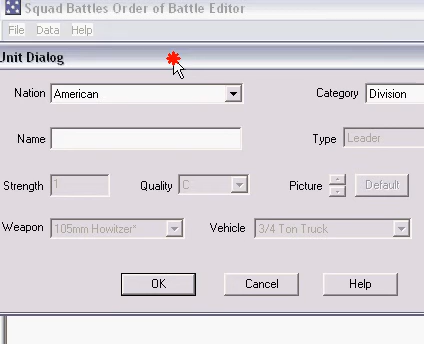 Squad Battles Order of Battle Editor
File Data Help
Unit Dialog
Nation American Category Division
Name Type Leader
Strength 1 Quality C Picture Default
Weapon 105mm Howitzer* Vehicle 3/4 Ton Truck
OK Cancel Help